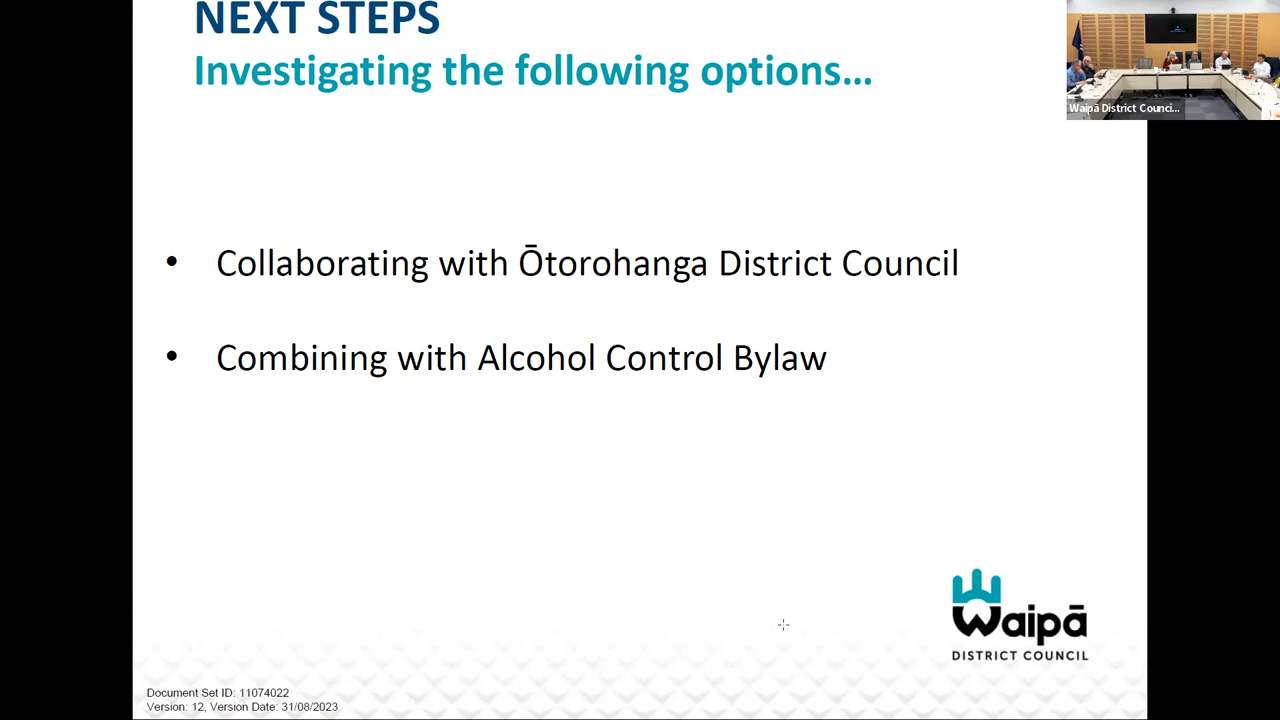 NEXT STEPS
Investigating the following options…
Waipā District Counci...
• Collaborating with Ōtorohanga District Council
• Combining with Alcohol Control Bylaw
Waipā
DISTRICT COUNCIL
Document Set ID: 11074022
Version: 12, Version Date: 31/08/2023